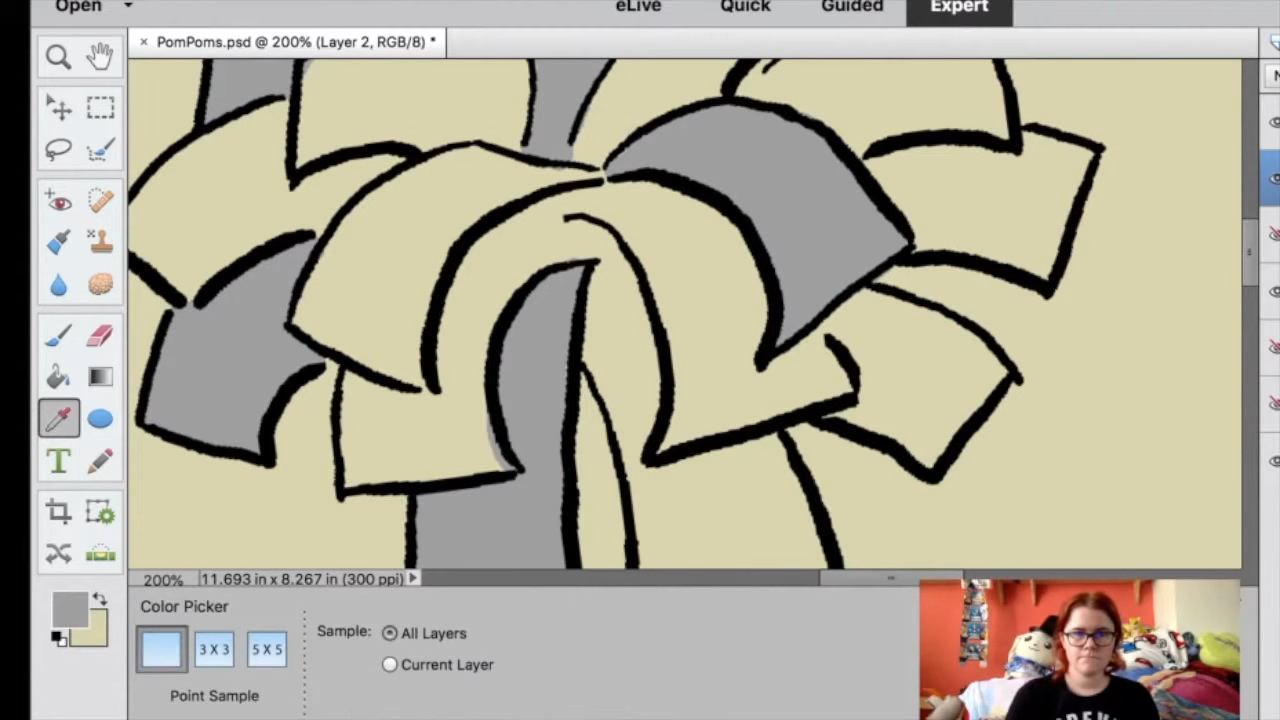 Open eLive Quick Guided Expert
× PomPoms.psd @ 200% (Layer 2, RGB/8) *
T
200% 11.693 in x 8.267 in (300 ppi)
Color Picker
Sample: All Layers
3 X 3 5 X 5
Current Layer
Point Sample